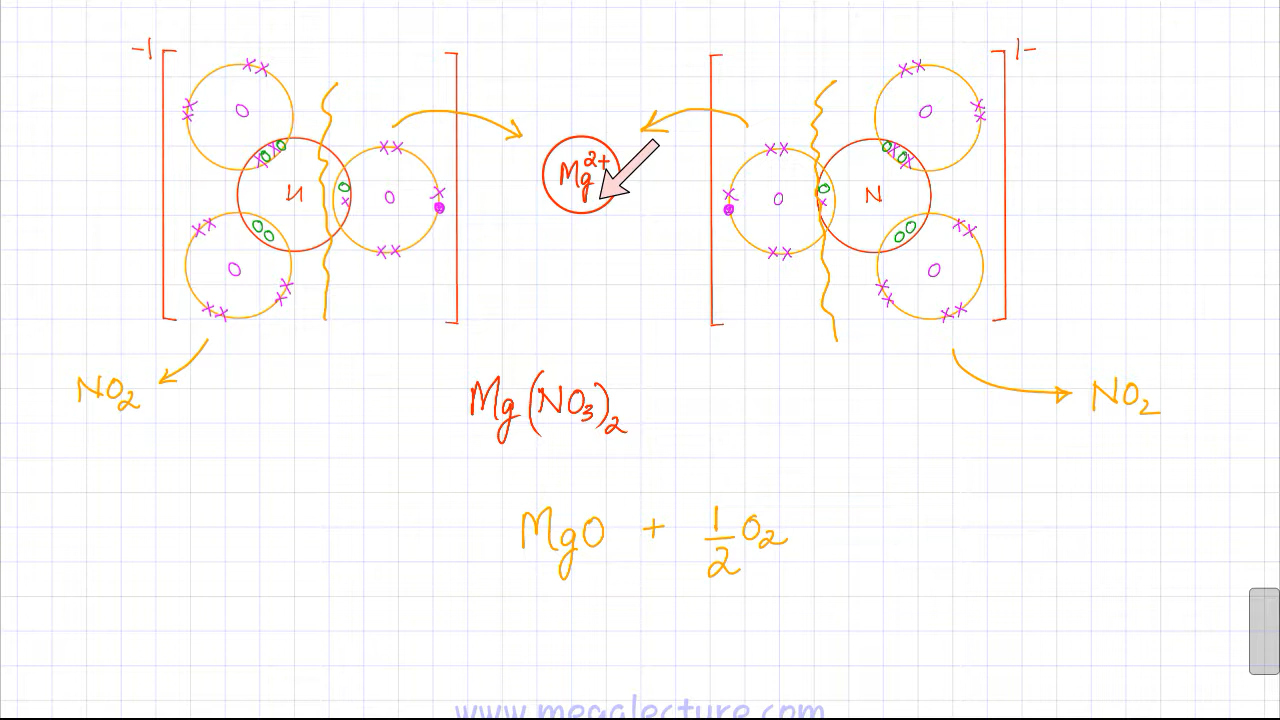 -1
1-
O
O
Mg2+
И
O
O
N
O
O
NO2
Mg(NO3)2
NO2
MgO + 1/2 O2
www.megalecture.com